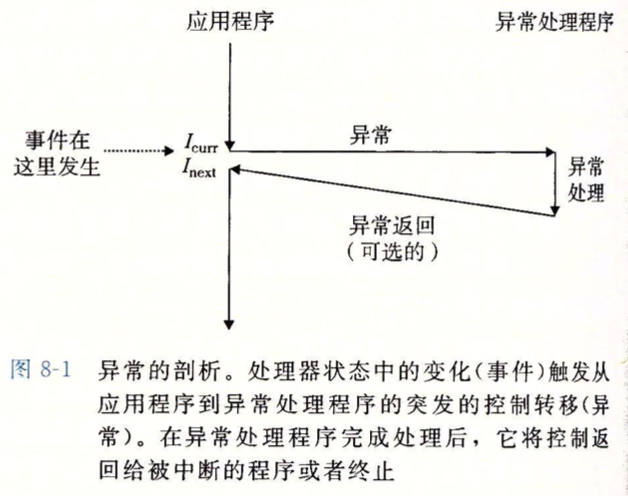 应用程序
异常处理程序
事件在
这里发生
Icurr
Inext
异常
异常
处理
异常返回
(可选的)
图 8-1 异常的剖析。处理器状态中的变化(事件)触发从
应用程序到异常处理程序的突发的控制转移(异
常)。在异常处理程序完成处理后，它将控制返
回给被中断的程序或者终止